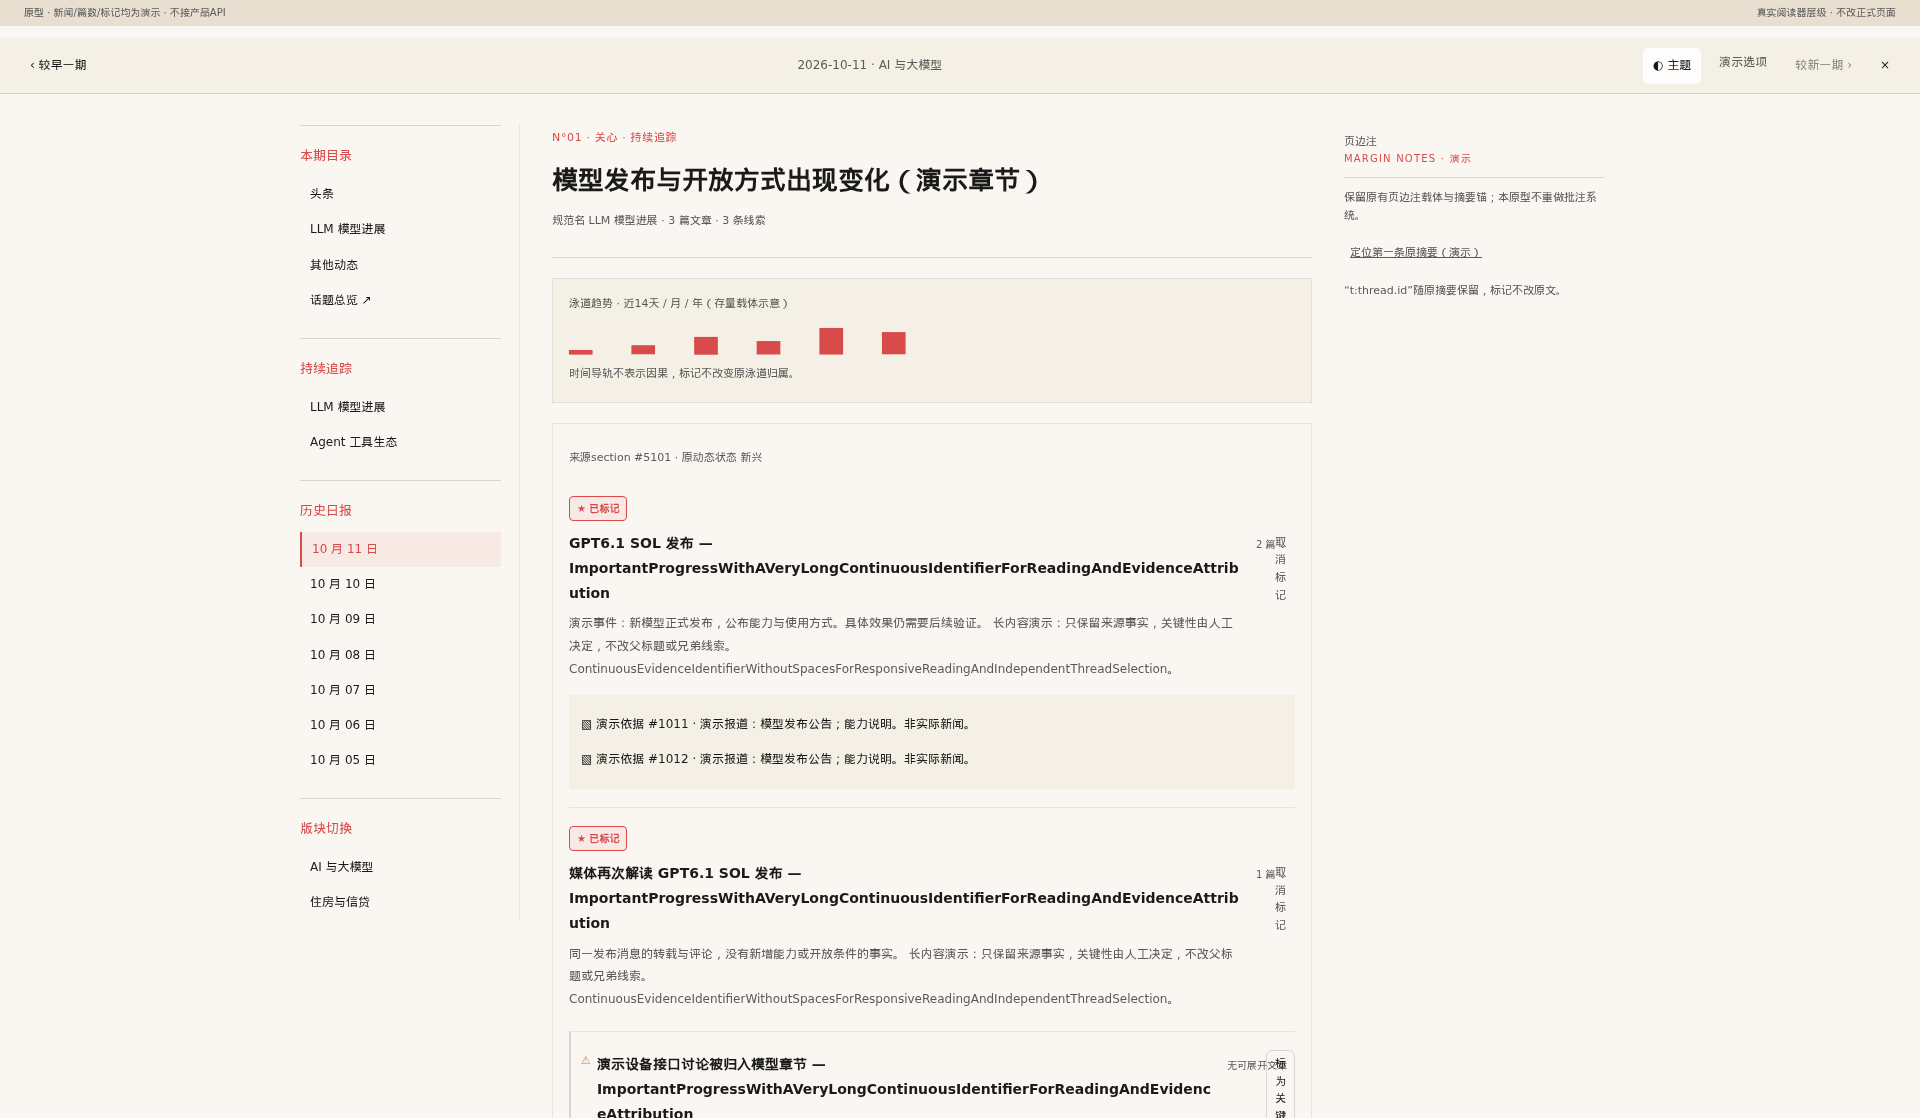 原型 · 新闻/篇数/标记均为演示 · 不接产品API
真实阅读器层级 · 不改正式页面
‹ 较早一期
2026-10-11 · AI 与大模型
◐ 主题
演示选项
较新一期 ›
×
本期目录
头条
LLM 模型进展
其他动态
话题总览 ↗
持续追踪
LLM 模型进展
Agent 工具生态
历史日报
10 月 11 日
10 月 10 日
10 月 09 日
10 月 08 日
10 月 07 日
10 月 06 日
10 月 05 日
版块切换
AI 与大模型
住房与信贷
N°01 · 关心 · 持续追踪
模型发布与开放方式出现变化（演示章节）
规范名 LLM 模型进展 · 3 篇文章 · 3 条线索
泳道趋势 · 近14天 / 月 / 年（存量载体示意）
时间导轨不表示因果，标记不改变原泳道归属。
来源section #5101 · 原动态状态 新兴
★ 已标记
GPT6.1 SOL 发布 —
ImportantProgressWithAVeryLongContinuousIdentifierForReadingAndEvidenceAttrib
ution
2 篇
取
消
标
记
演示事件：新模型正式发布，公布能力与使用方式。具体效果仍需要后续验证。 长内容演示：只保留来源事实，关键性由人工
决定，不改父标题或兄弟线索。
ContinuousEvidenceIdentifierWithoutSpacesForResponsiveReadingAndIndependentThreadSelection。
▧ 演示依据 #1011 · 演示报道：模型发布公告；能力说明。非实际新闻。
▧ 演示依据 #1012 · 演示报道：模型发布公告；能力说明。非实际新闻。
★ 已标记
媒体再次解读 GPT6.1 SOL 发布 —
ImportantProgressWithAVeryLongContinuousIdentifierForReadingAndEvidenceAttrib
ution
1 篇
取
消
标
记
同一发布消息的转载与评论，没有新增能力或开放条件的事实。 长内容演示：只保留来源事实，关键性由人工决定，不改父标
题或兄弟线索。
ContinuousEvidenceIdentifierWithoutSpacesForResponsiveReadingAndIndependentThreadSelection。
⚠ 演示设备接口讨论被归入模型章节 —
ImportantProgressWithAVeryLongContinuousIdentifierForReadingAndEvidenc
eAttribution
无可展开文
标
为
关
键
页边注
MARGIN NOTES · 演示
保留原有页边注载体与摘要锚；本原型不重做批注系
统。
定位第一条原摘要（演示）
“t:thread.id”随原摘要保留，标记不改原文。